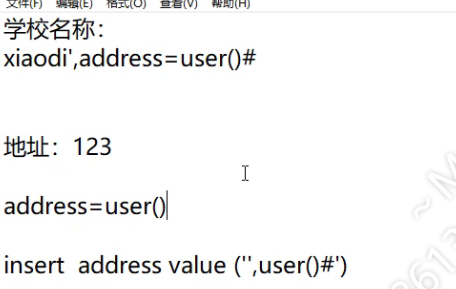 文件(F) 编辑(E) 格式(O) 查看(V) 帮助(H)
学校名称：
xiaodi',address=user()#
地址：123
address=user()
insert  address value ('',user()#')